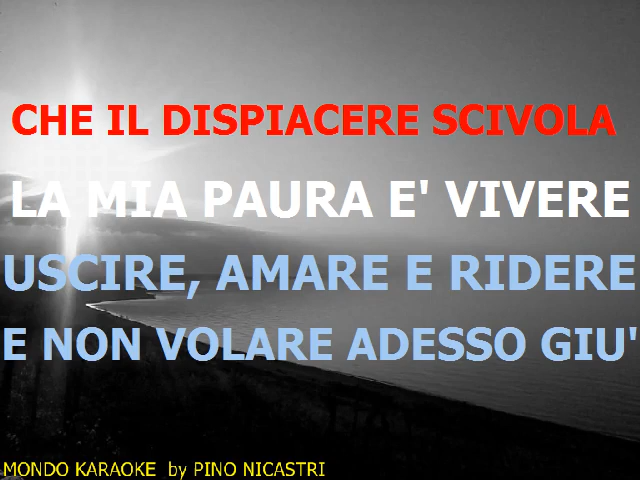 CHE IL DISPIACERE SCIVOLA
LA MIA PAURA E' VIVERE
USCIRE, AMARE E RIDERE
E NON VOLARE ADESSO GIU'
MONDO KARAOKE by PINO NICASTRI